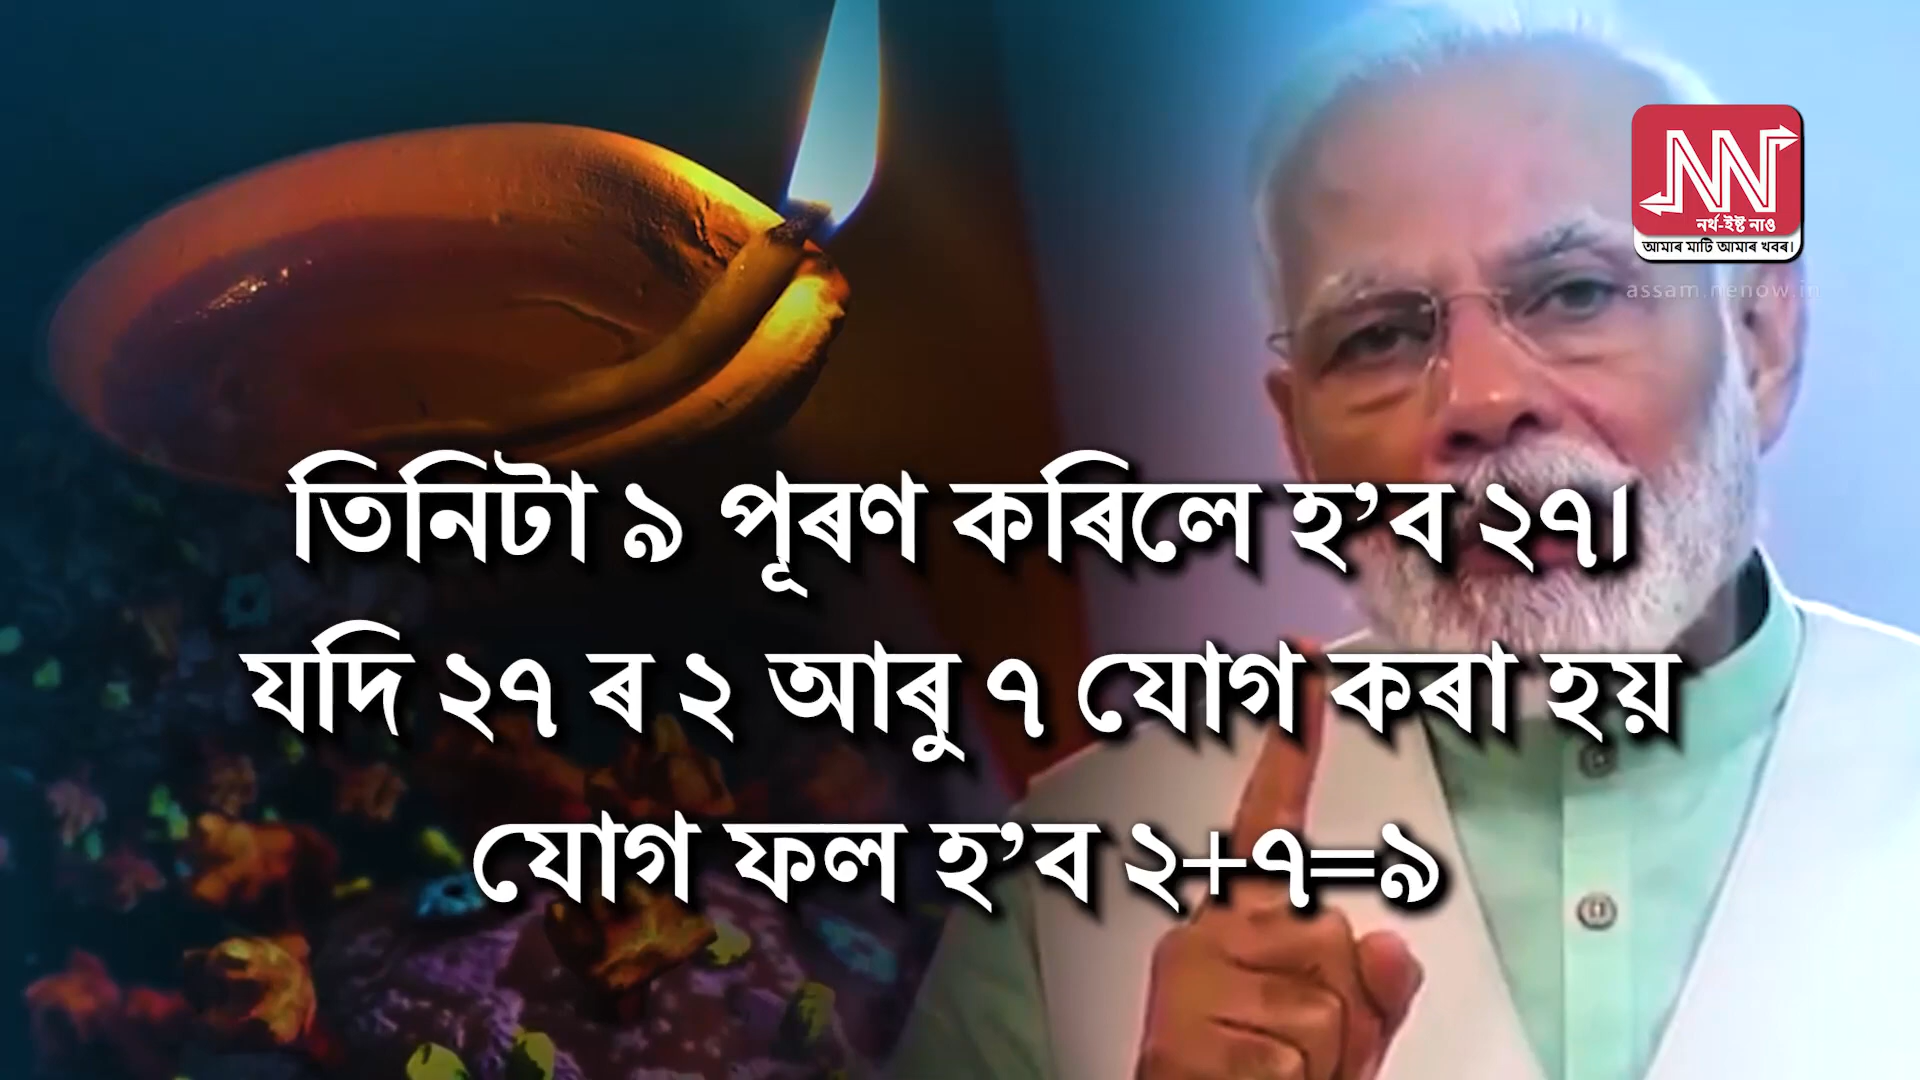 নৰ্থ-ইষ্ট নাও
আমাৰ মাটি আমাৰ খবৰ।
assam.nenow.in
তিনিটা ৯ পূৰণ কৰিলে হ’ব ২৭।
যদি ২৭ ৰ ২ আৰু ৭ যোগ কৰা হয়
যোগ ফল হ’ব ২+৭=৯